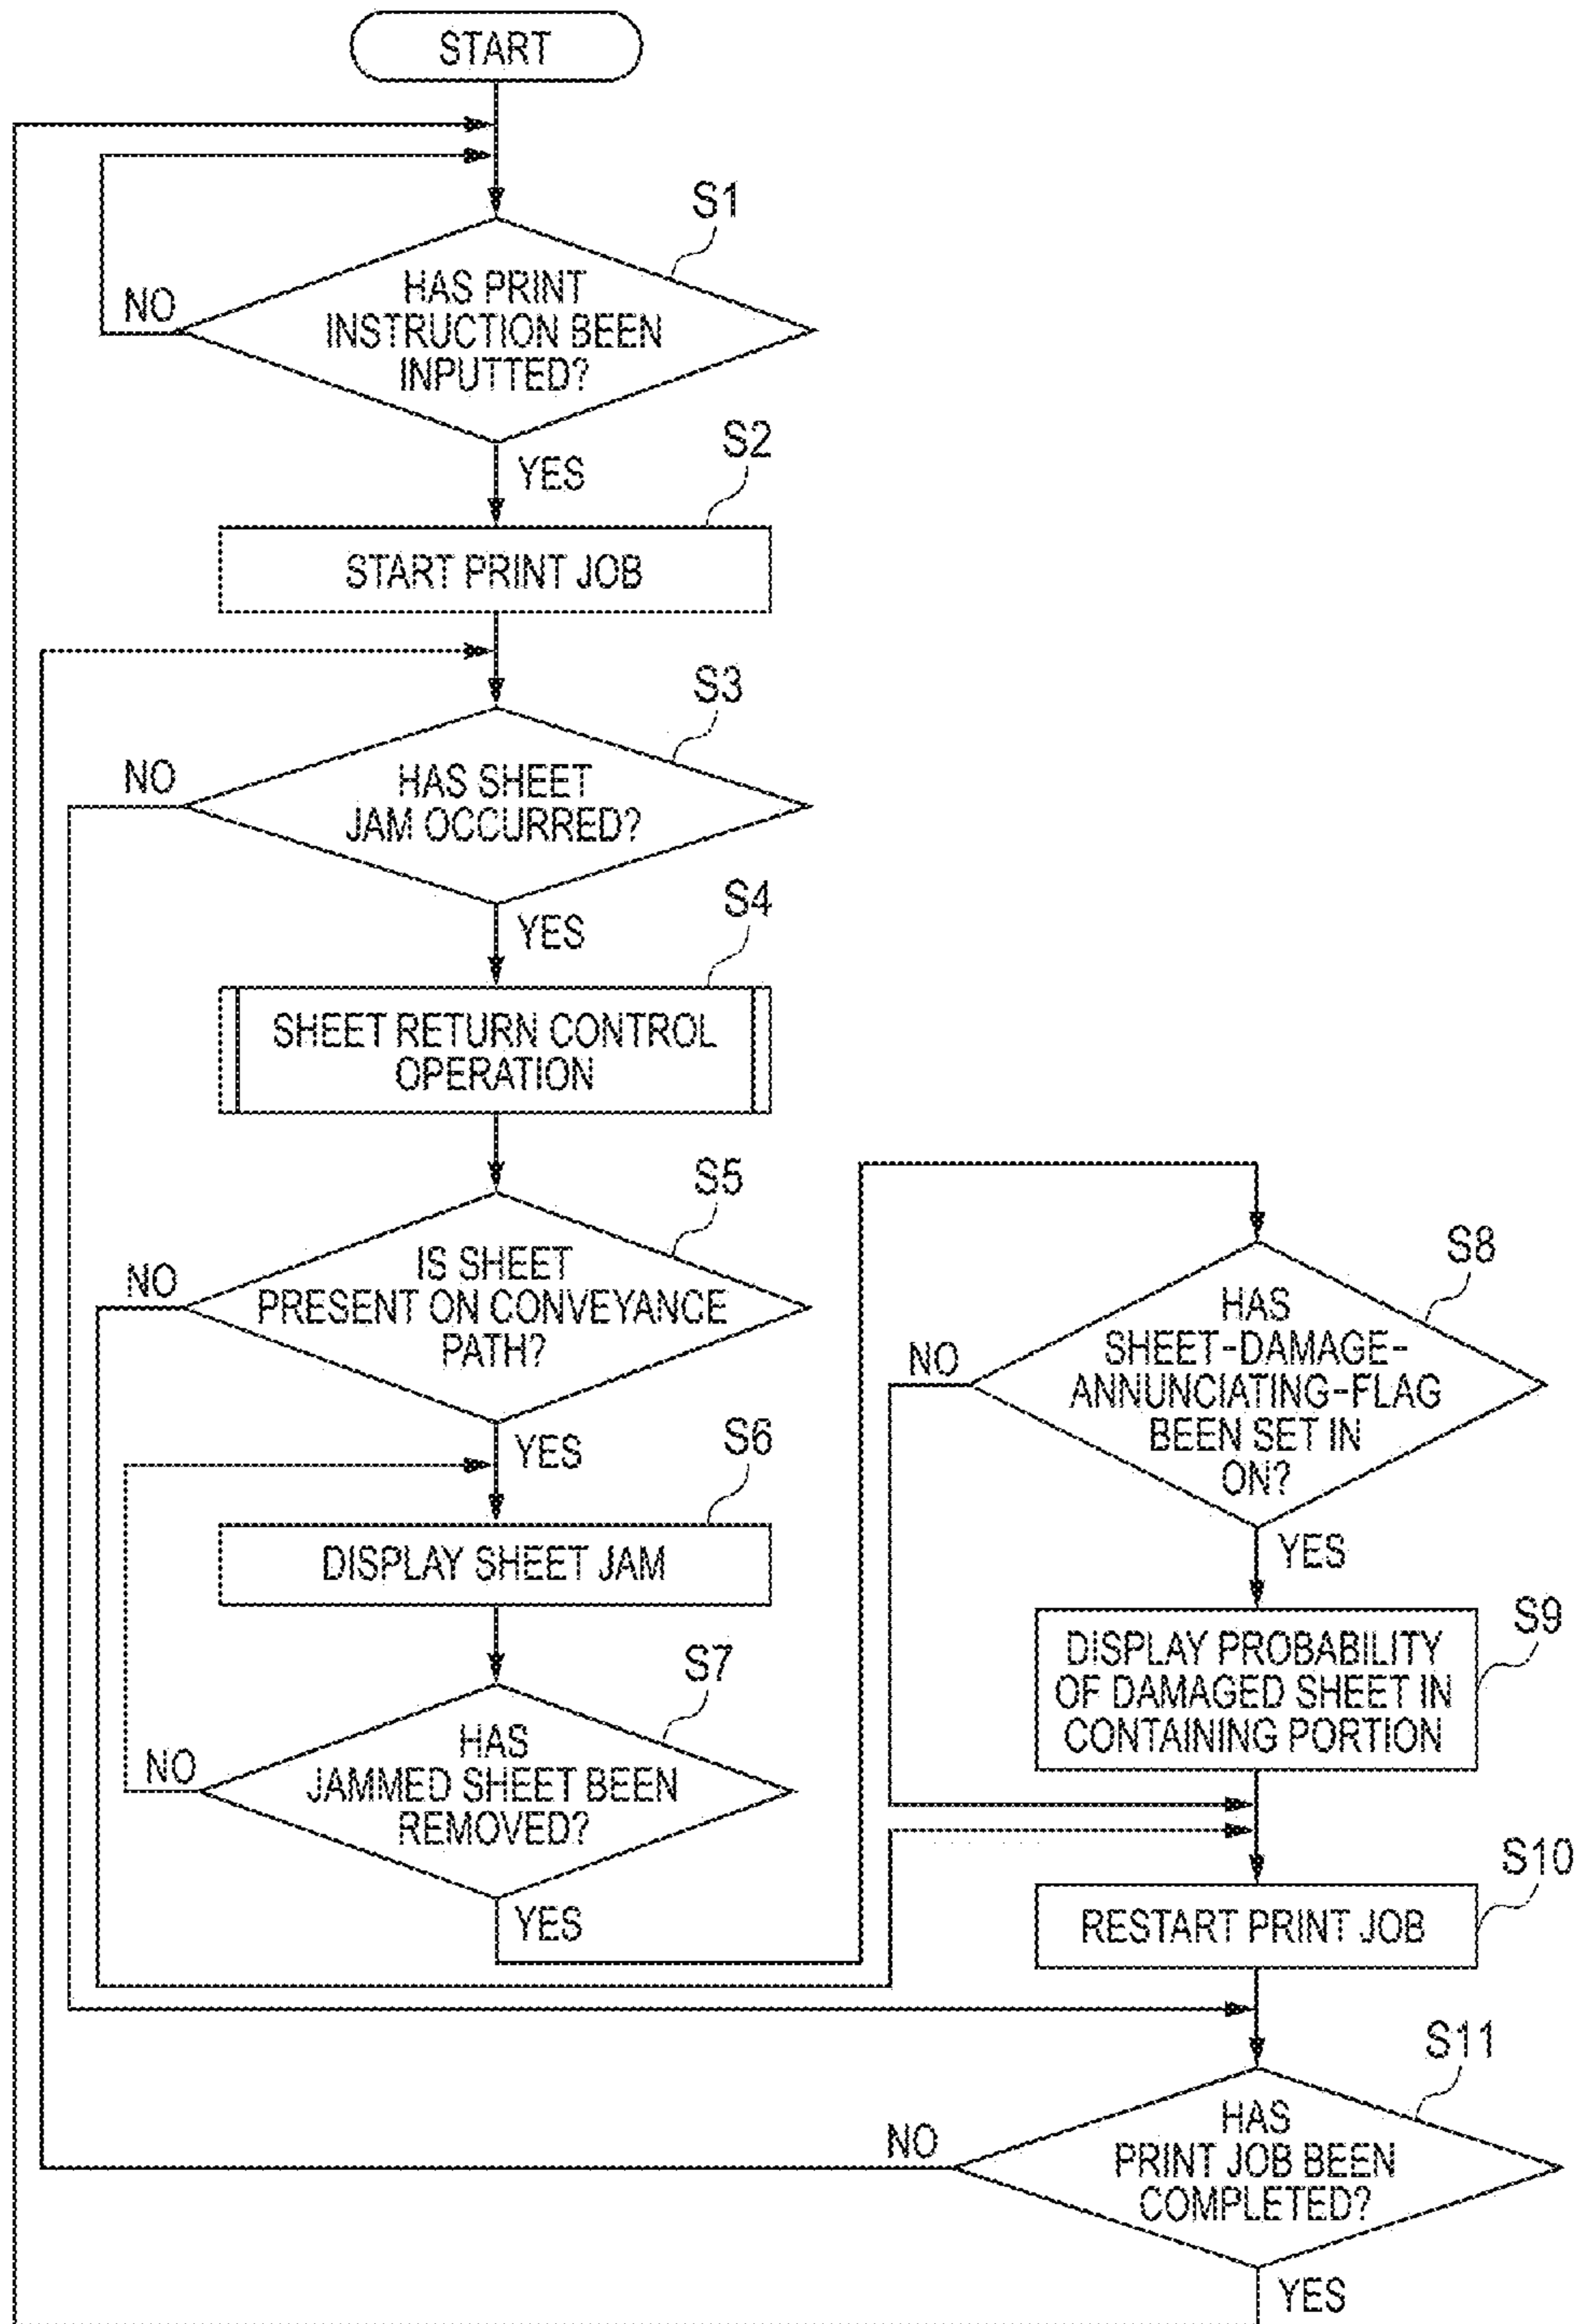 START
S1
HAS PRINT
INSTRUCTION BEEN
INPUTTED?
NO
YES
S2
START PRINT JOB
S3
HAS SHEET
JAM OCCURRED?
NO
YES
S4
SHEET RETURN CONTROL
OPERATION
S5
IS SHEET
PRESENT ON CONVEYANCE
PATH?
NO
YES
S6
DISPLAY SHEET JAM
S7
HAS
JAMMED SHEET BEEN
REMOVED?
NO
YES
S8
HAS
SHEET-DAMAGE-
ANNUNCIATING-FLAG
BEEN SET IN
ON?
NO
YES
S9
DISPLAY PROBABILITY
OF DAMAGED SHEET IN
CONTAINING PORTION
S10
RESTART PRINT JOB
S11
HAS
PRINT JOB BEEN
COMPLETED?
NO
YES